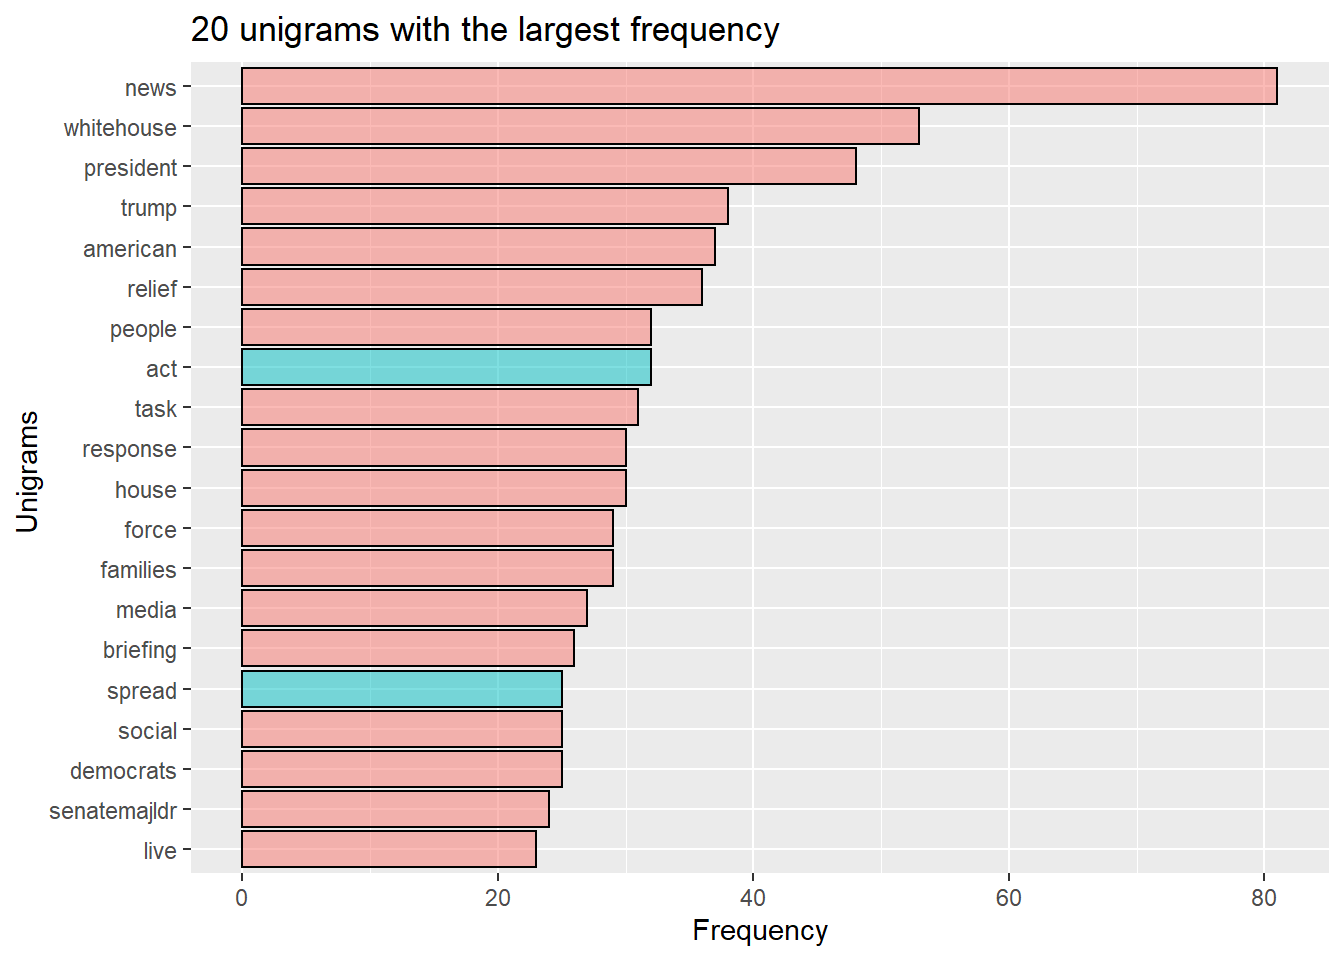 20 unigrams with the largest frequency
Unigrams
news
whitehouse
president
trump
american
relief
people
act
task
response
house
force
families
media
briefing
spread
social
democrats
senatemajldr
live
0 20 40 60 80
Frequency